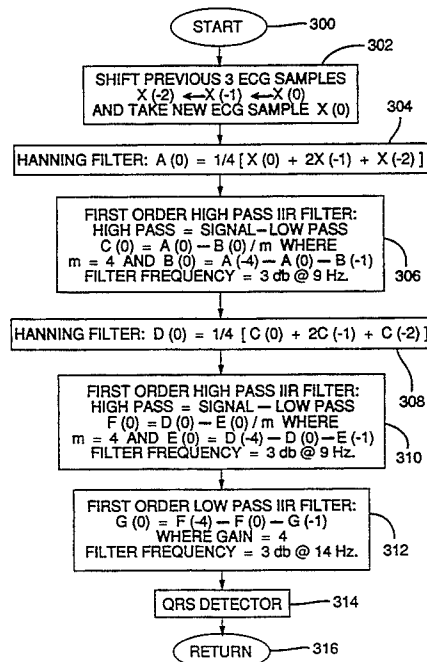 START
300
302
SHIFT PREVIOUS 3 ECG SAMPLES
X (-2) ← X (-1) ← X (0)
AND TAKE NEW ECG SAMPLE X (0)
304
HANNING FILTER: A (0) = 1/4 [ X (0) + 2X (-1) + X (-2) ]
FIRST ORDER HIGH PASS IIR FILTER:
HIGH PASS = SIGNAL–LOW PASS
C (0) = A (0) – B (0) / m WHERE
m = 4 AND B (0) = A (-4) – A (0) – B (-1)
FILTER FREQUENCY = 3 db @ 9 Hz.
306
HANNING FILTER: D (0) = 1/4 [ C (0) + 2C (-1) + C (-2) ]
308
FIRST ORDER HIGH PASS IIR FILTER:
HIGH PASS = SIGNAL – LOW PASS
F (0) = D (0) – E (0) / m WHERE
m = 4 AND E (0) = D (-4) – D (0) – E (-1)
FILTER FREQUENCY = 3 db @ 9 Hz.
310
FIRST ORDER LOW PASS IIR FILTER:
G (0) = F (-4) – F (0) – G (-1)
WHERE GAIN = 4
FILTER FREQUENCY = 3 db @ 14 Hz.
312
QRS DETECTOR
314
RETURN
316